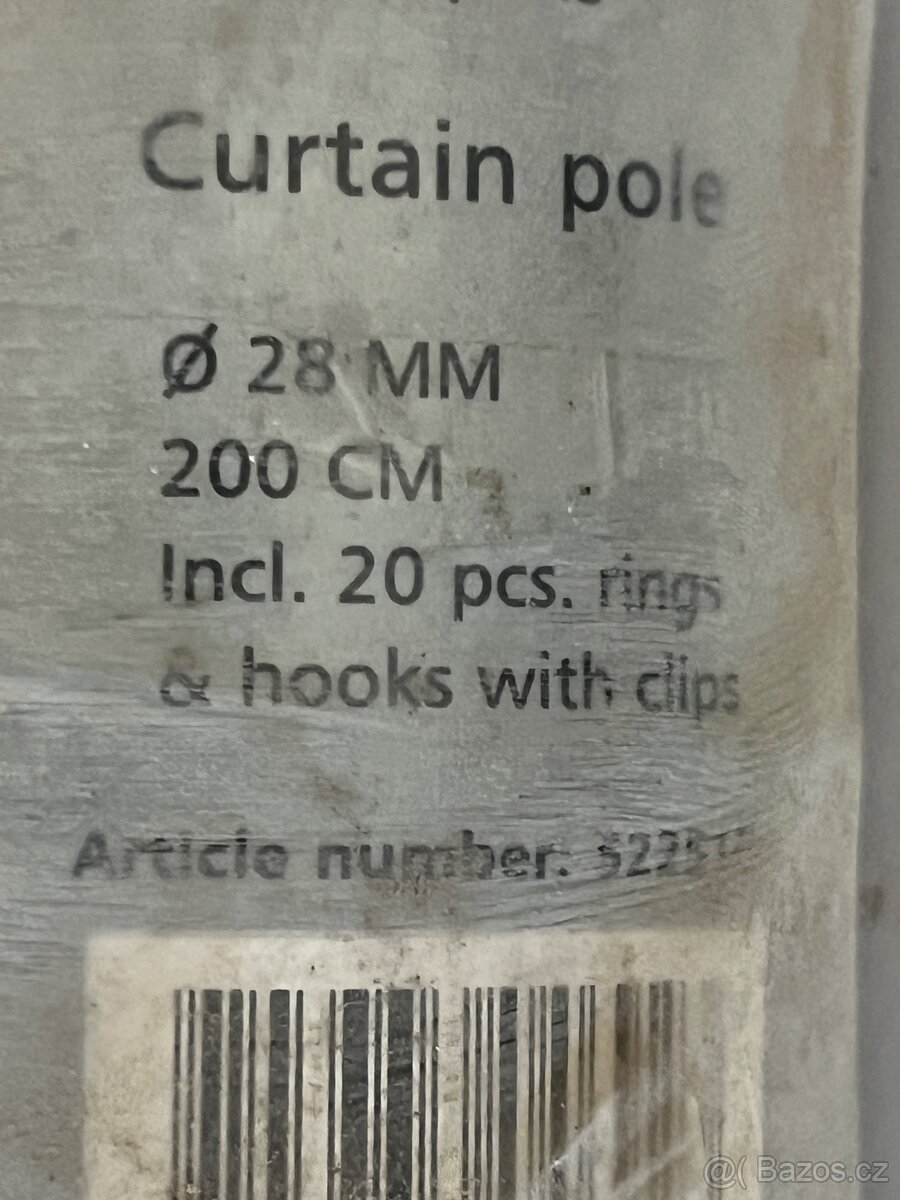 Curtain pole
Ø 28 MM
200 CM
Incl. 20 pcs. rings
& hooks with clips
Article number:
@( Bazos.cz